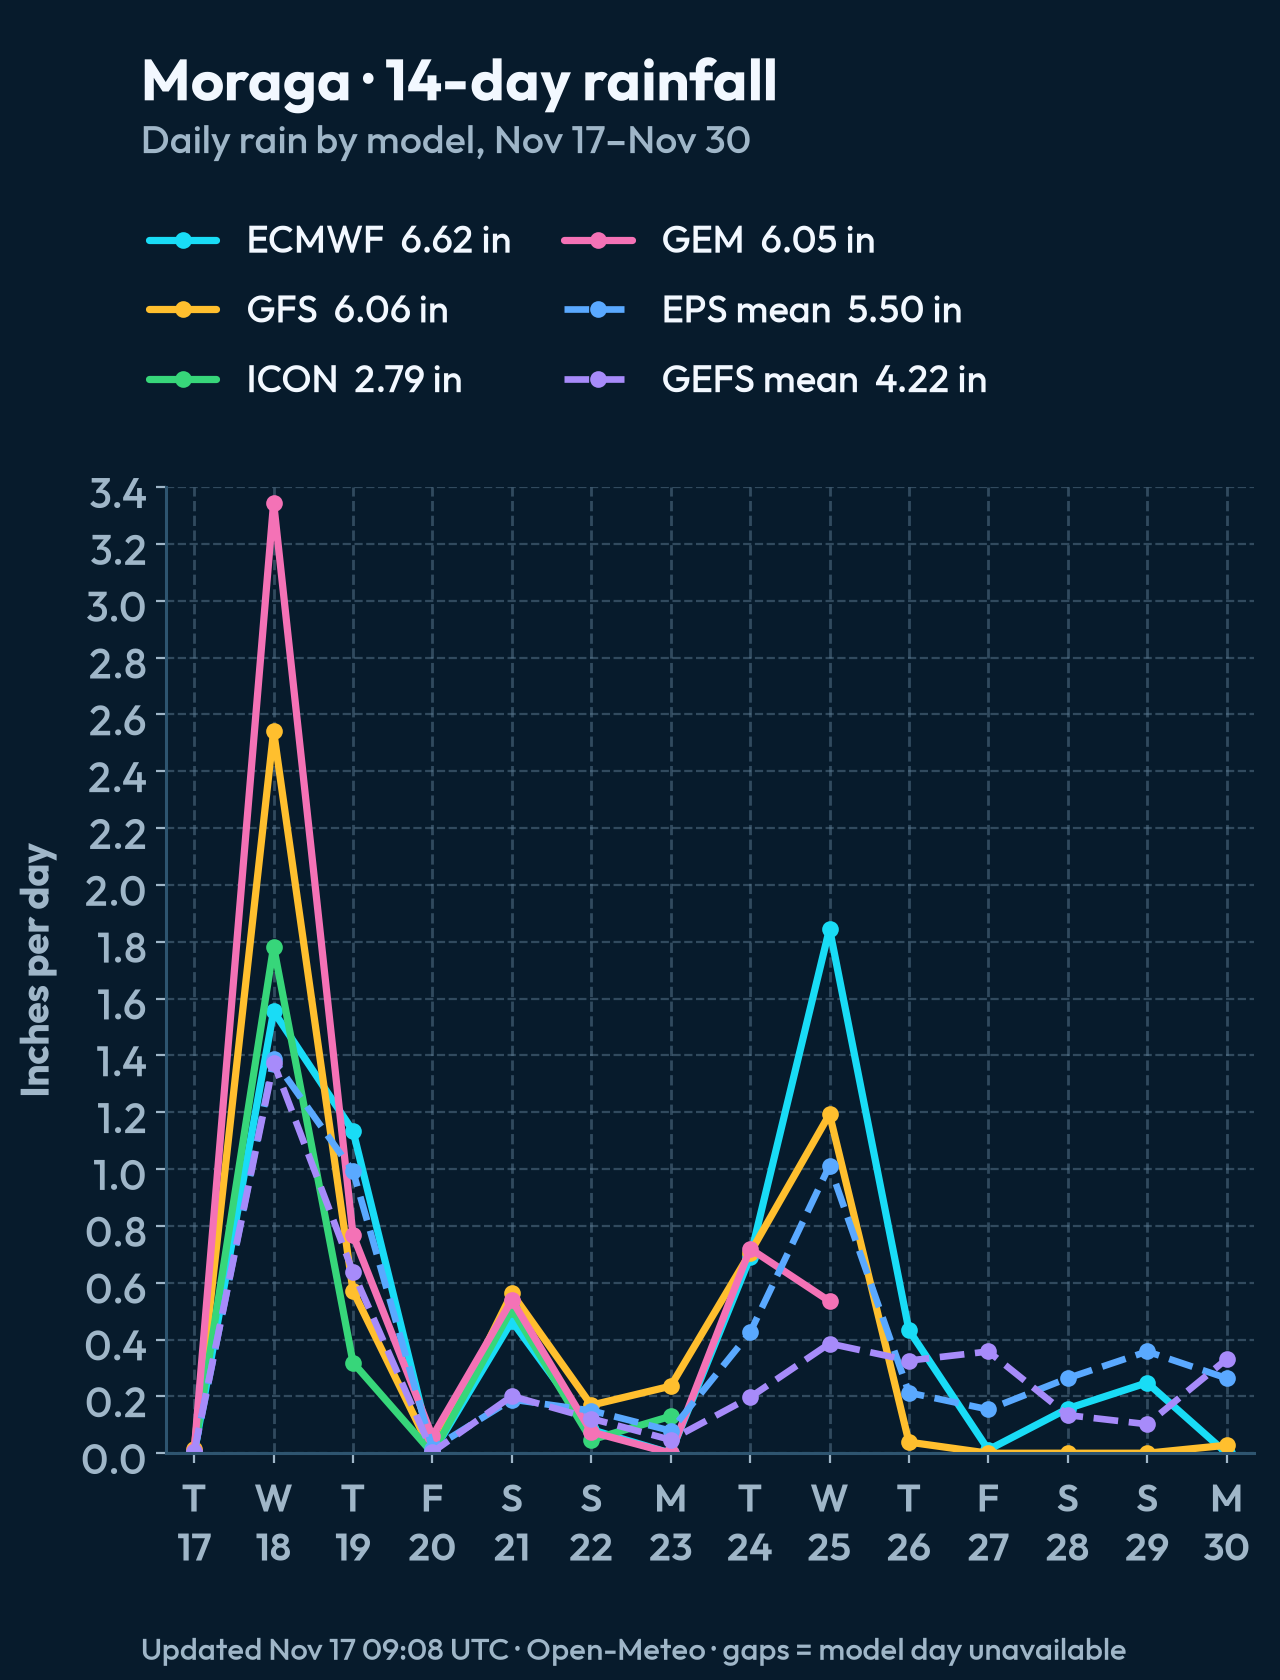 Moraga · 14-day rainfall
Daily rain by model, Nov 17–Nov 30
ECMWF 6.62 in
GEM 6.05 in
GFS 6.06 in
EPS mean 5.50 in
ICON 2.79 in
GEFS mean 4.22 in
Inches per day
3.4
3.2
3.0
2.8
2.6
2.4
2.2
2.0
1.8
1.6
1.4
1.2
1.0
0.8
0.6
0.4
0.2
0.0
T W T F S S M T W T F S S M
17 18 19 20 21 22 23 24 25 26 27 28 29 30
Updated Nov 17 09:08 UTC · Open-Meteo · gaps = model day unavailable